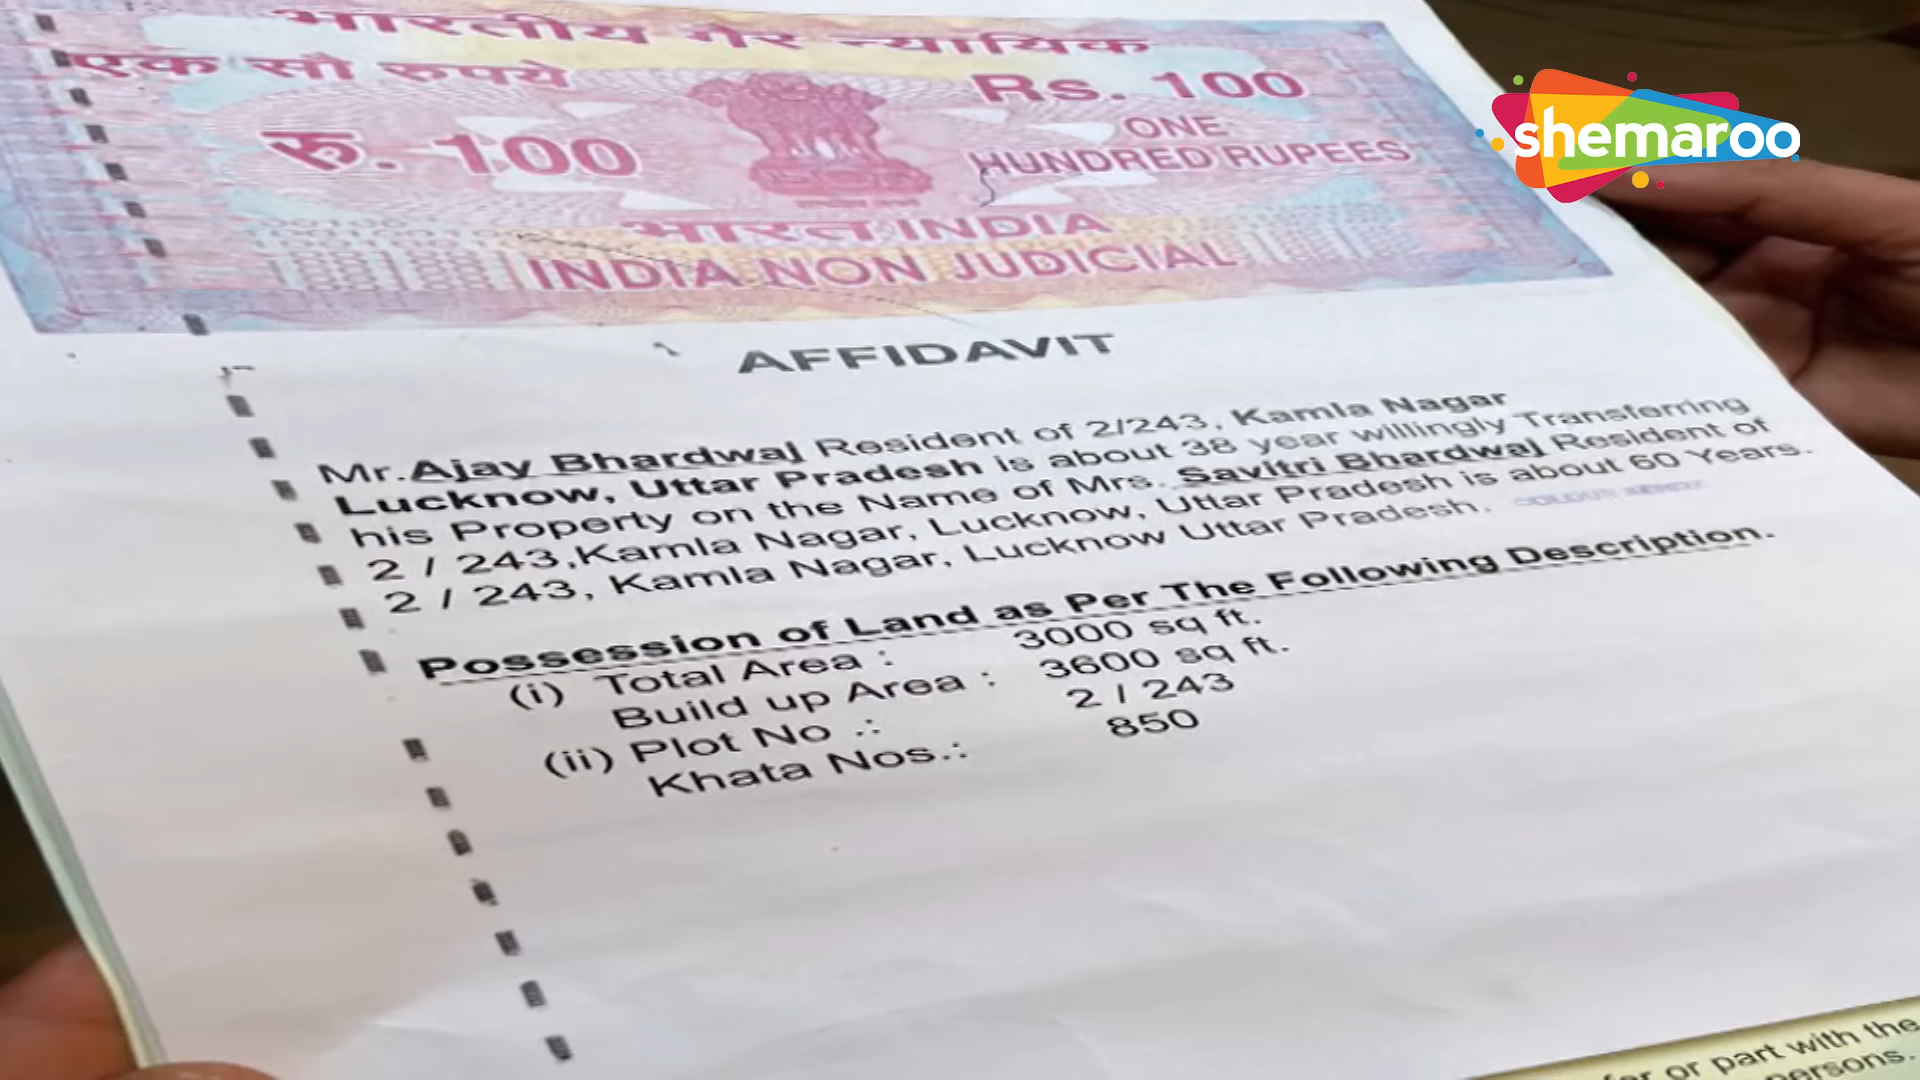 भारतीय गैर न्यायिक
एक सौ रुपये
Rs. 100
रु. 100
ONE
HUNDRED RUPEES
भारत INDIA
INDIA NON JUDICIAL
shemaroo
AFFIDAVIT
Mr. Ajay Bhardwaj Resident of 2/243, Kamla Nagar
Lucknow, Uttar Pradesh is about 38 year willingly Transferring
his Property on the Name of Mrs. Savitri Bhardwaj Resident of
2 / 243,Kamla Nagar, Lucknow, Uttar Pradesh is about 60 Years.
2 / 243, Kamla Nagar, Lucknow Uttar Pradesh.
Possession of Land as Per The Following Description.
(i) Total Area : 3000 sq ft.
Build up Area : 3600 sq ft.
(ii) Plot No .: 2 / 243
Khata Nos.: 850
or part with the
persons.